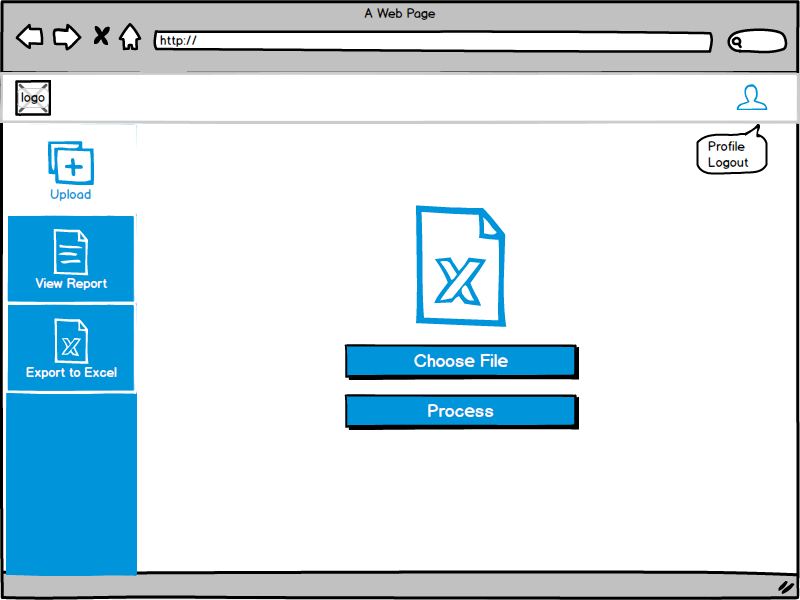 A Web Page
http://
logo
Profile
Logout
Upload
View Report
Export to Excel
Choose File
Process